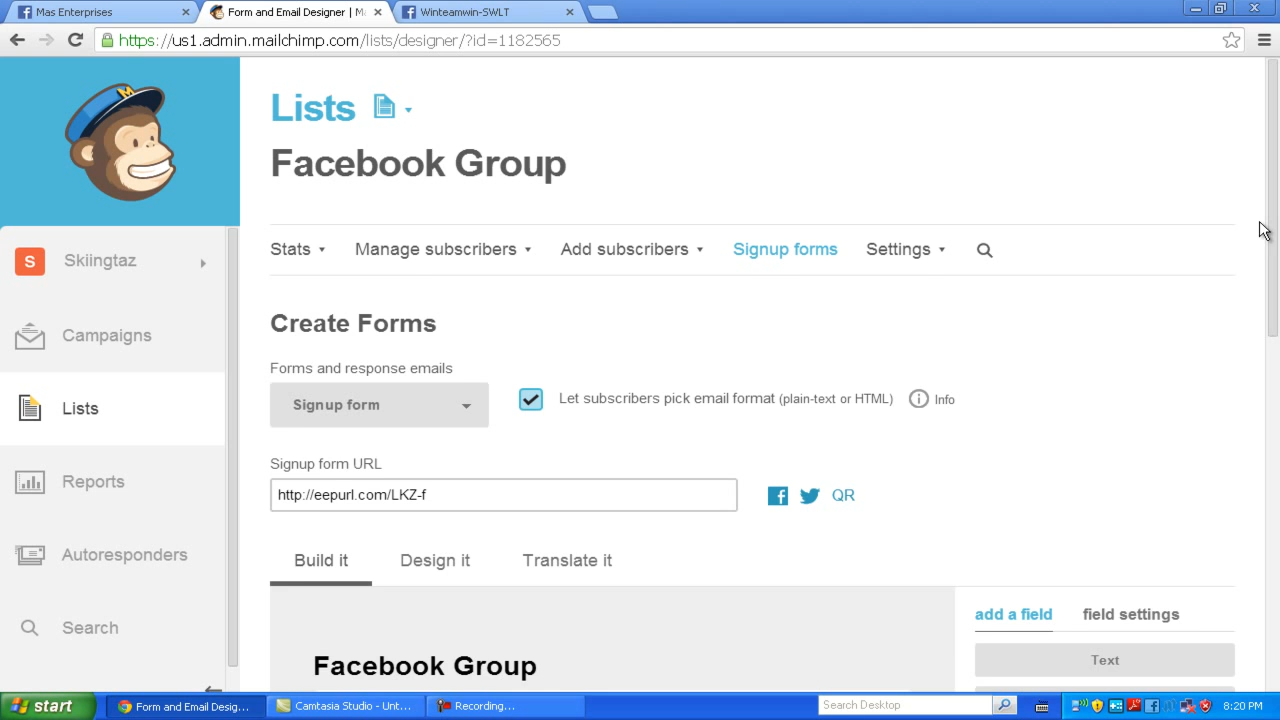 Mas Enterprises
Form and Email Designer | Ma
Winteamwin-SWLT
https://us1.admin.mailchimp.com/lists/designer/?id=1182565
M
Lists
Facebook Group
Stats
Manage subscribers
Add subscribers
Signup forms
Settings
S
Skiingtaz
Campaigns
Lists
Reports
Autoresponders
Search
Create Forms
Forms and response emails
Signup form
Let subscribers pick email format (plain-text or HTML)
Info
Signup form URL
http://eepurl.com/LKZ-f
QR
Build it
Design it
Translate it
add a field
field settings
Facebook Group
Text
start
Form and Email Desig...
Camtasia Studio - Unt...
Recording...
Search Desktop
8:20 PM